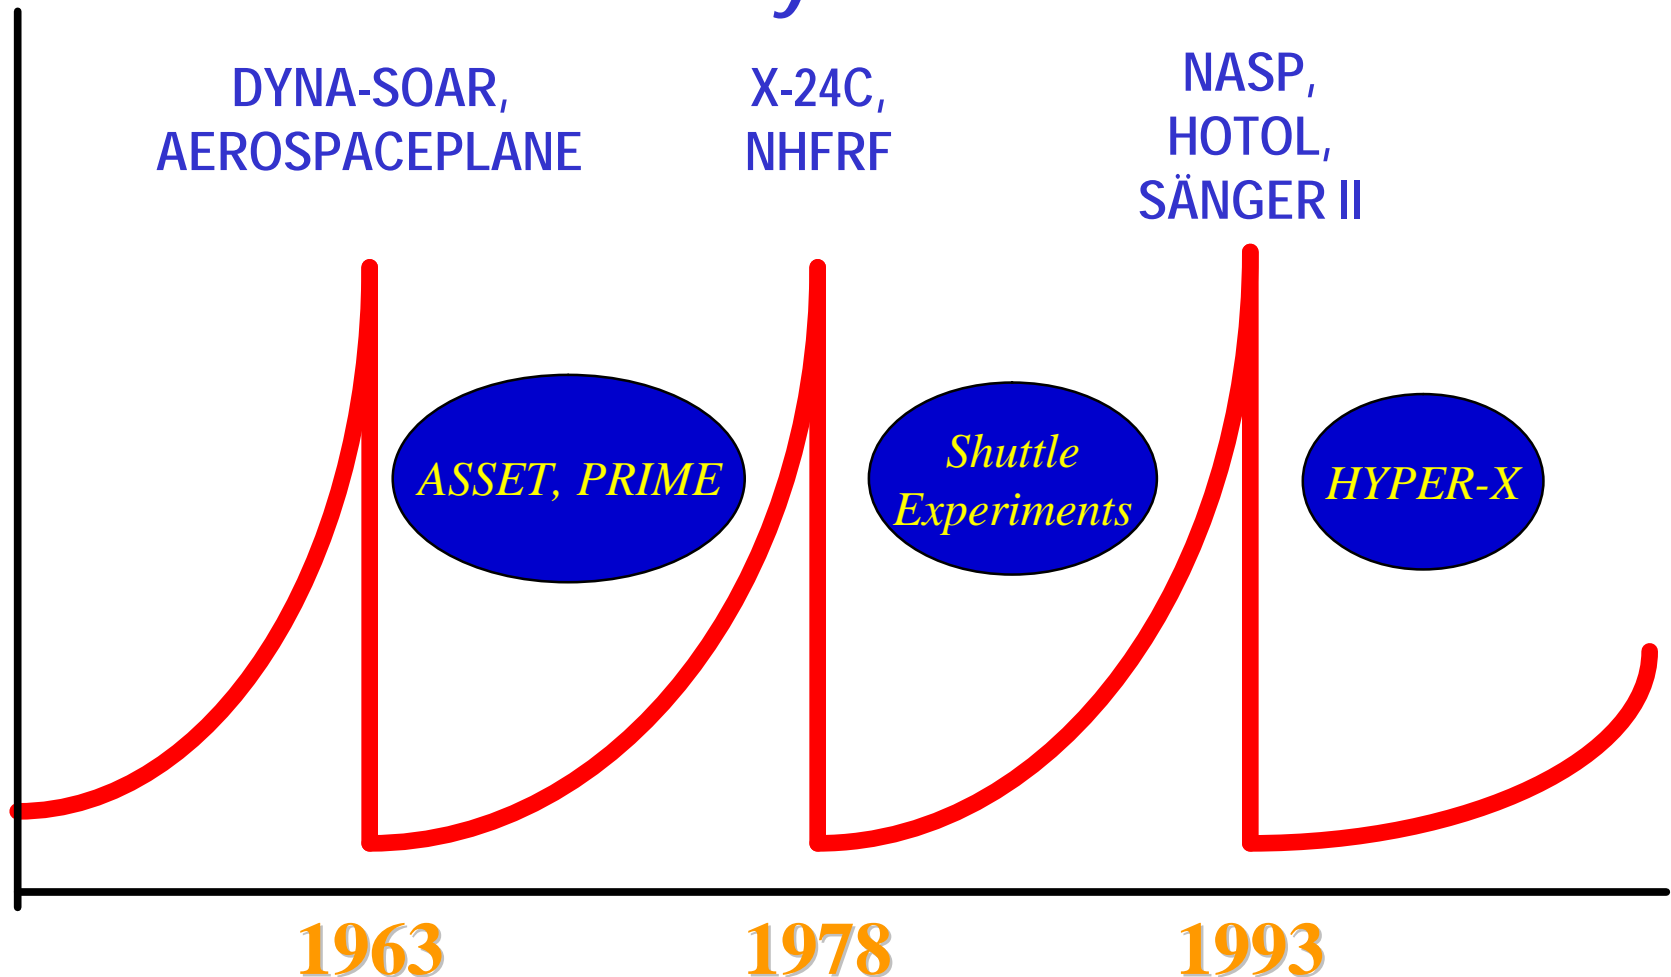 DYNA-SOAR,
AEROSPACEPLANE
X-24C,
NHFRF
NASP,
HOTOL,
SÄNGER II
ASSET, PRIME
Shuttle
Experiments
HYPER-X
1963
1978
1993